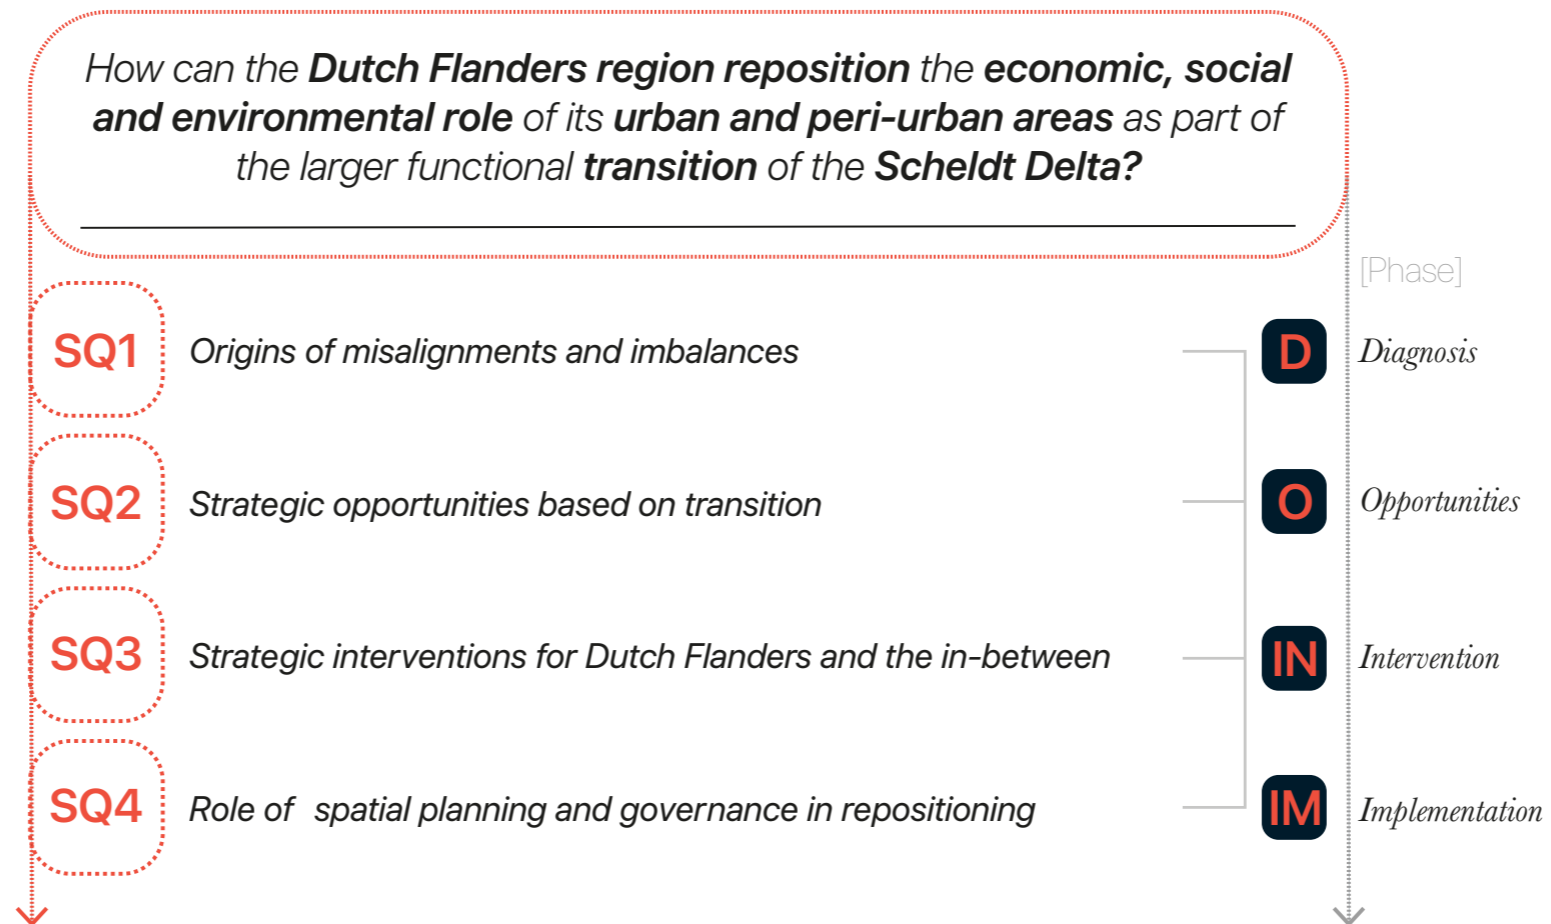 How can the Dutch Flanders region reposition the economic, social
and environmental role of its urban and peri-urban areas as part of
the larger functional transition of the Scheldt Delta?
[Phase]
SQ1 Origins of misalignments and imbalances D Diagnosis
SQ2 Strategic opportunities based on transition O Opportunities
SQ3 Strategic interventions for Dutch Flanders and the in-between IN Intervention
SQ4 Role of spatial planning and governance in repositioning IM Implementation